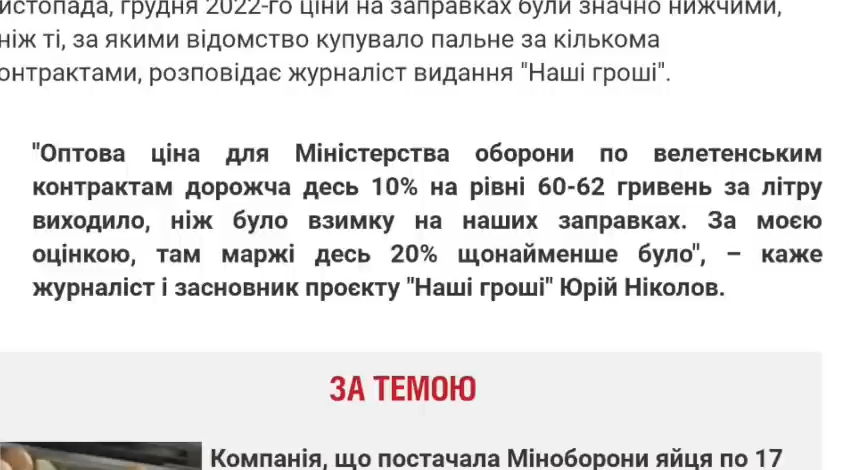 листопада, грудня 2022-го ціни на заправках були значно нижчими,
ніж ті, за якими відомство купувало пальне за кількома
контрактами, розповідає журналіст видання "Наші гроші".
"Оптова ціна для Міністерства оборони по велетенським
контрактам дорожча десь 10% на рівні 60-62 гривень за літру
виходило, ніж було взимку на наших заправках. За моєю
оцінкою, там маржі десь 20% щонайменше було", – каже
журналіст і засновник проєкту "Наші гроші" Юрій Ніколов.
ЗА ТЕМОЮ
Компанія, що постачала Міноборони яйця по 17